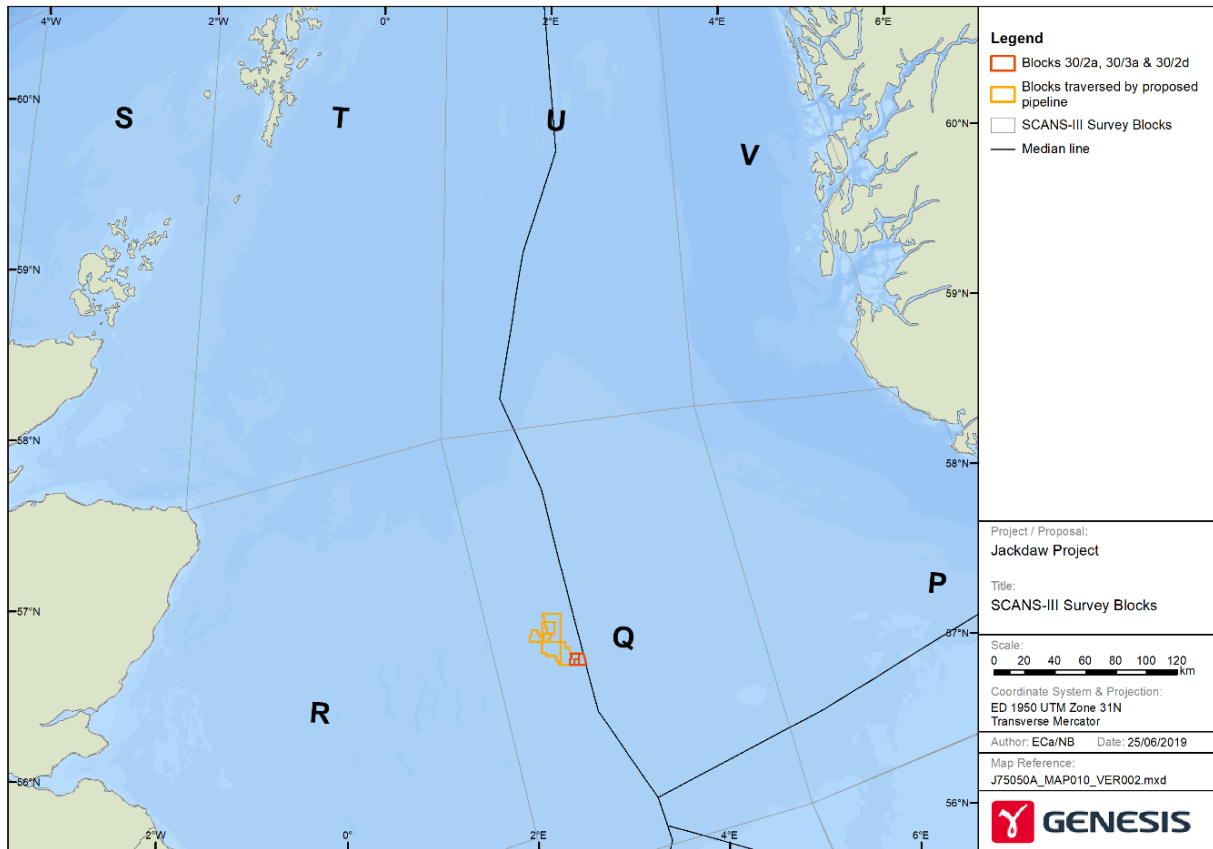 4°W 2°W 0° 2°E 4°E 6°E
60°N 60°N
S T U V
59°N 59°N
58°N 58°N
57°N 57°N
P
Q
R
56°N 56°N
2°W 0° 2°E 4°E 6°E
Legend
Blocks 30/2a, 30/3a & 30/2d
Blocks traversed by proposed
pipeline
SCANS-III Survey Blocks
Median line
Project / Proposal:
Jackdaw Project
Title:
SCANS-III Survey Blocks
Scale:
0 20 40 60 80 100 120
km
Coordinate System & Projection:
ED 1950 UTM Zone 31N
Transverse Mercator
Author: ECa/NB Date: 25/06/2019
Map Reference:
J75050A_MAP010_VER002.mxd
GENESIS